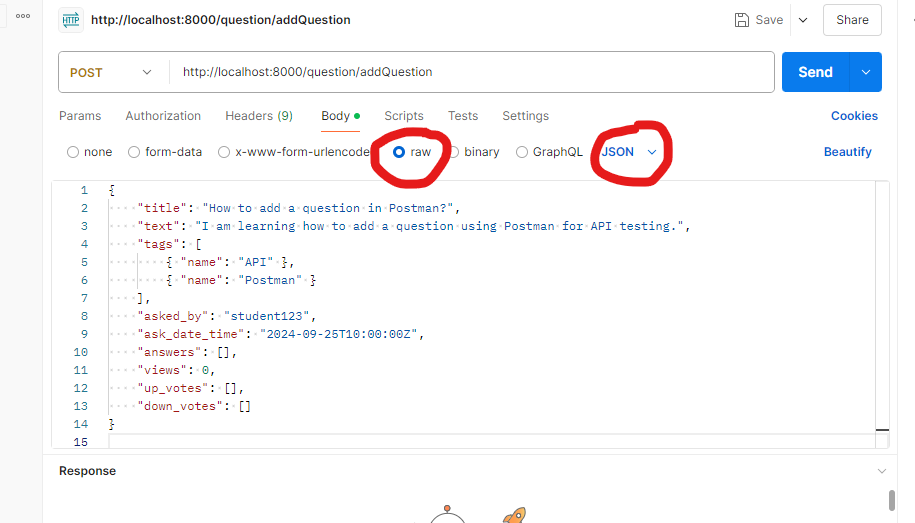 HTTP http://localhost:8000/question/addQuestion Save Share
POST http://localhost:8000/question/addQuestion Send
Params Authorization Headers (9) Body Scripts Tests Settings Cookies
none form-data x-www-form-urlencode raw binary GraphQL JSON Beautify
1 {
2 "title": "How to add a question in Postman?",
3 "text": "I am learning how to add a question using Postman for API testing.",
4 "tags": [
5 { "name": "API" },
6 { "name": "Postman" }
7 ],
8 "asked_by": "student123",
9 "ask_date_time": "2024-09-25T10:00:00Z",
10 "answers": [],
11 "views": 0,
12 "up_votes": [],
13 "down_votes": []
14 }
15
Response